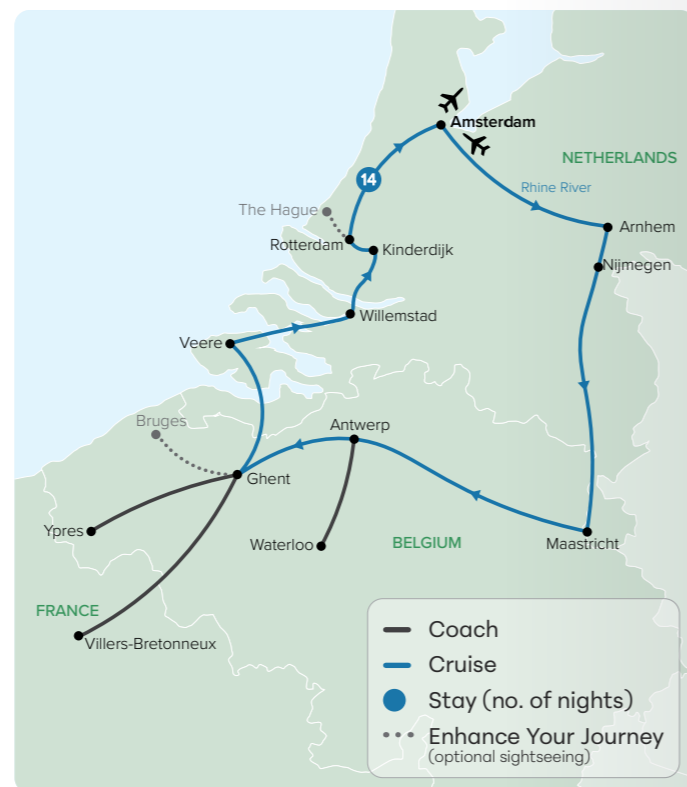 Amsterdam
NETHERLANDS
Rhine River
14
The Hague
Arnhem
Rotterdam
Kinderdijk
Nijmegen
Willemstad
Veere
Bruges
Antwerp
Ghent
Ypres
Waterloo
BELGIUM
Maastricht
FRANCE
Villers-Bretonneux
Coach
Cruise
Stay (no. of nights)
Enhance Your Journey
(optional sightseeing)